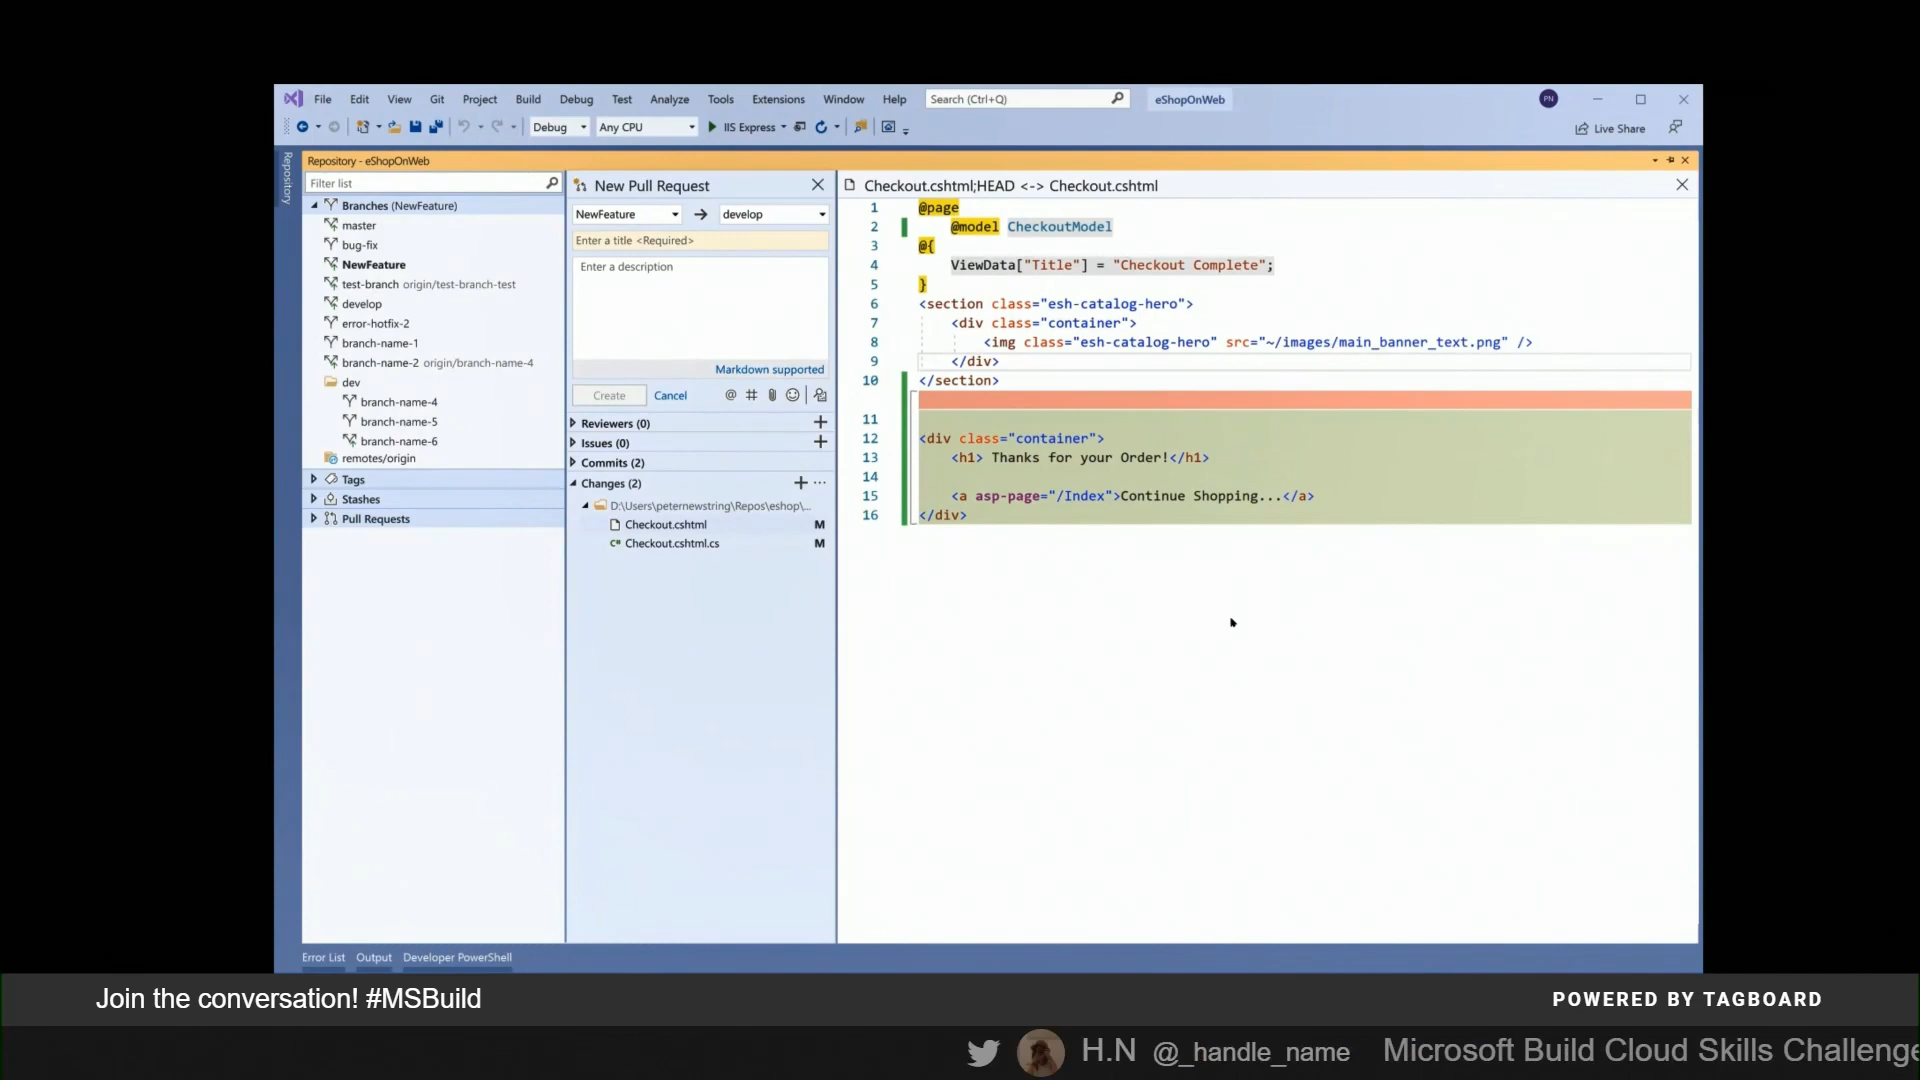 File Edit View Git Project Build Debug Test Analyze Tools Extensions Window Help Search (Ctrl+Q) eShopOnWeb PN
Debug Any CPU IIS Express Live Share
Repository
Repository - eShopOnWeb
Filter list
Branches (NewFeature)
master
bug-fix
NewFeature
test-branch origin/test-branch-test
develop
error-hotfix-2
branch-name-1
branch-name-2 origin/branch-name-4
dev
branch-name-4
branch-name-5
branch-name-6
remotes/origin
Tags
Stashes
Pull Requests
New Pull Request
NewFeature → develop
Enter a title <Required>
Enter a description
Markdown supported
Create Cancel @ #
Reviewers (0)
Issues (0)
Commits (2)
Changes (2)
D:\Users\peternewstring\Repos\eshop\...
Checkout.cshtml M
C# Checkout.cshtml.cs M
Checkout.cshtml;HEAD <-> Checkout.cshtml
1 @page
2 @model CheckoutModel
3 @{
4 ViewData["Title"] = "Checkout Complete";
5 }
6 <section class="esh-catalog-hero">
7 <div class="container">
8 <img class="esh-catalog-hero" src="~/images/main_banner_text.png" />
9 </div>
10 </section>
11
12 <div class="container">
13 <h1> Thanks for your Order!</h1>
14
15 <a asp-page="/Index">Continue Shopping...</a>
16 </div>
Error List Output Developer PowerShell
Join the conversation! #MSBuild
POWERED BY TAGBOARD
H.N @_handle_name Microsoft Build Cloud Skills Challenge